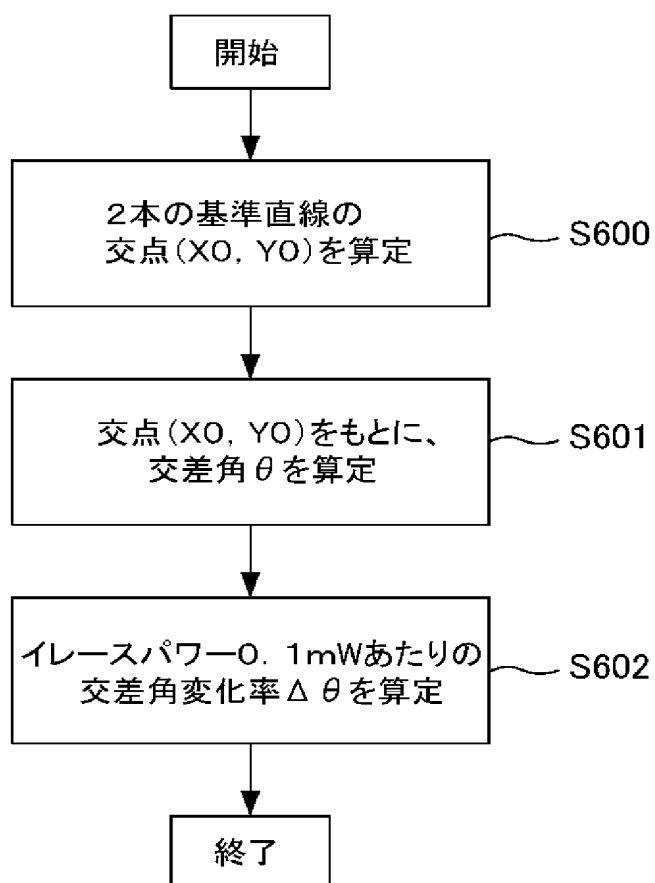 開始
2本の基準直線の
交点(X0, Y0)を算定
S600
交点(X0, Y0)をもとに、
交差角θを算定
S601
イレースパワー0. 1mWあたりの
交差角変化率Δθを算定
S602
終了